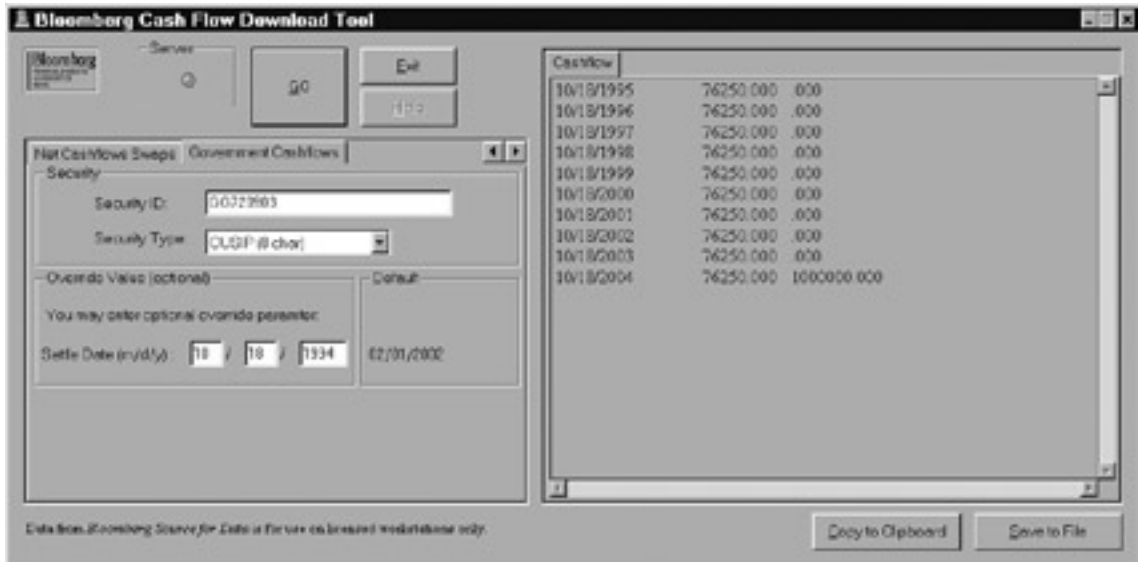 Bloomberg Cash Flow Download Tool
Bloomberg
Server
GO
Exit
Help
Net Cashflows Swaps
Government Cashflows
Security
Security ID:
Security Type:
CUSIP (8 char)
Override Value (optional)
You may enter optional override paramter.
Settle Date (m/d/y):
10 / 18 / 1994
Default
02/01/2002
Cashflow
10/18/1995 76250.000 .000
10/18/1996 76250.000 .000
10/18/1997 76250.000 .000
10/18/1998 76250.000 .000
10/18/1999 76250.000 .000
10/18/2000 76250.000 .000
10/18/2001 76250.000 .000
10/18/2002 76250.000 .000
10/18/2003 76250.000 .000
10/18/2004 76250.000 1000000.000
Data from Bloomberg Source for Data is for use on licensed workstations only.
Copy to Clipboard
Save to File